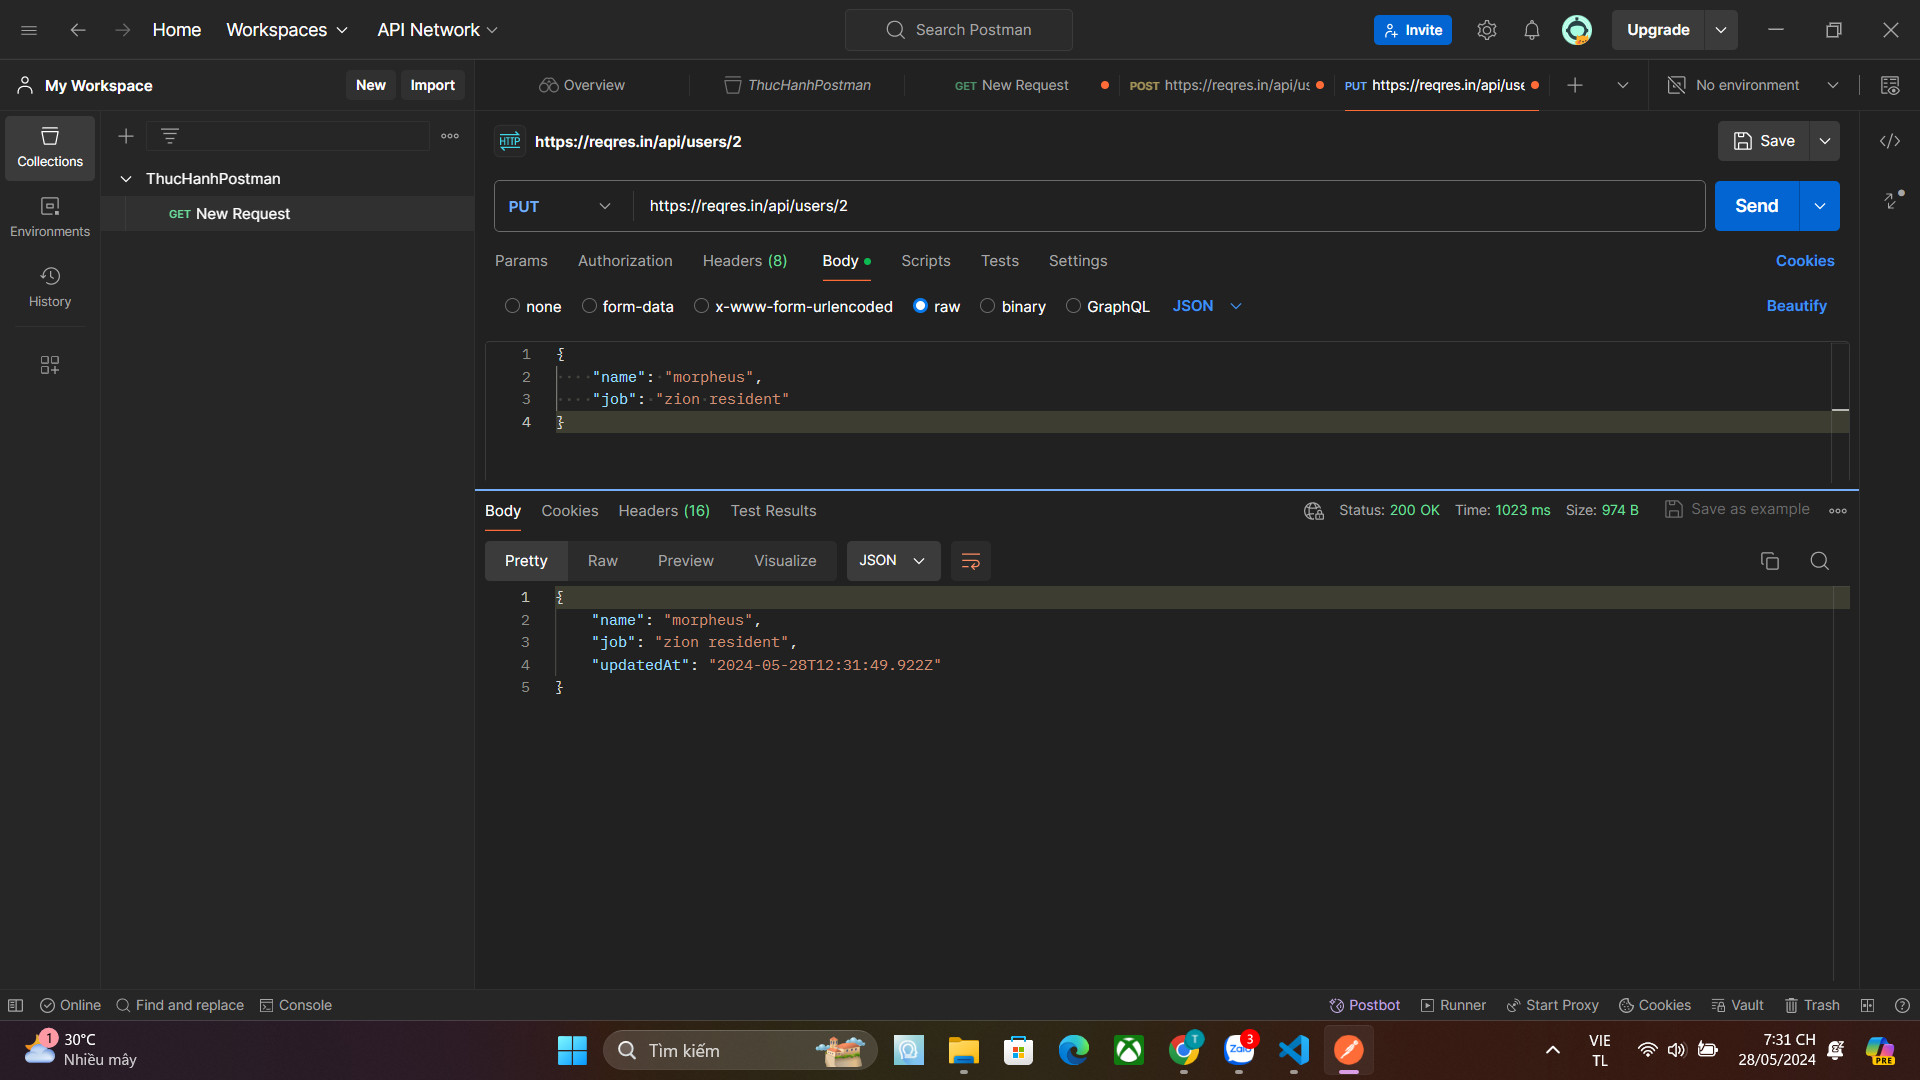 Home Workspaces API Network Search Postman Invite Upgrade
My Workspace New Import Overview ThucHanhPostman GET New Request POST https://reqres.in/api/us PUT https://reqres.in/api/use No environment
Collections
Environments
History
ThucHanhPostman
GET New Request
HTTP https://reqres.in/api/users/2 Save
PUT https://reqres.in/api/users/2 Send
Params Authorization Headers (8) Body Scripts Tests Settings Cookies
none form-data x-www-form-urlencoded raw binary GraphQL JSON Beautify
1 {
2 "name": "morpheus",
3 "job": "zion resident"
4 }
Body Cookies Headers (16) Test Results Status: 200 OK Time: 1023 ms Size: 974 B Save as example
Pretty Raw Preview Visualize JSON
1 {
2 "name": "morpheus",
3 "job": "zion resident",
4 "updatedAt": "2024-05-28T12:31:49.922Z"
5 }
Online Find and replace Console Postbot Runner Start Proxy Cookies Vault Trash
1 30°C
Nhiều mây
Tìm kiếm
T
Zalo 3
VIE
TL
7:31 CH
28/05/2024
PRE